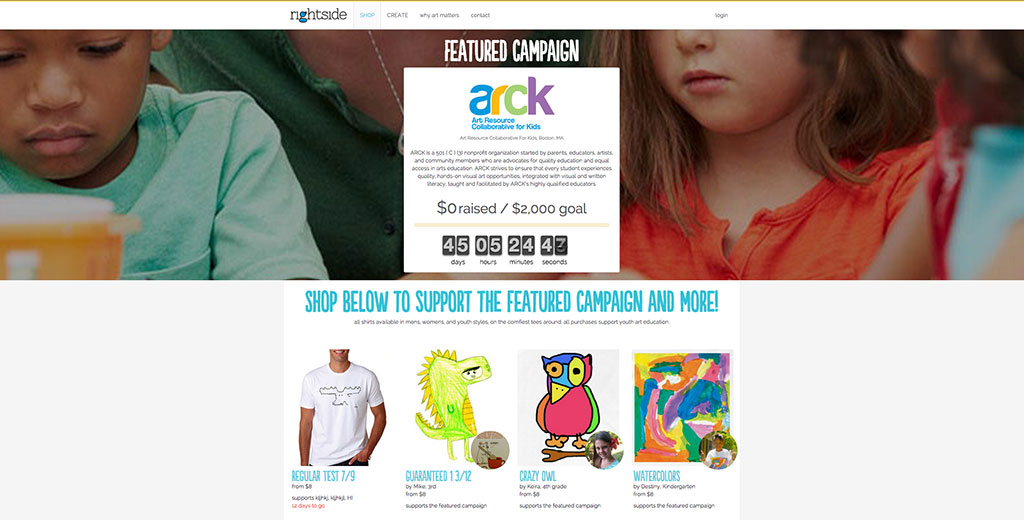 rightside
SHOP
CREATE
why art matters
contact
login
FEATURED CAMPAIGN
arck
Art Resource
Collaborative for Kids
Art Resource Collaborative For Kids, Boston, MA
ARCK is a 501 ( C ) (3) nonprofit organization started by parents, educators, artists,
and community members who are advocates for quality education and equal
access in arts education. ARCK strives to ensure that every student experiences
quality, hands-on visual art opportunities, integrated with visual and written
literacy, taught and facilitated by ARCK's highly qualified educators.
$0 raised / $2,000 goal
45 05 24
days hours minutes seconds
SHOP BELOW TO SUPPORT THE FEATURED CAMPAIGN AND MORE!
all shirts available in mens, womens, and youth styles, on the comfiest tees around. all purchases support youth art education.
REGULAR TEST 7/9
from $8
supports
12 days to go
GUARANTEED 1 3/12
by Mike, 3rd
from $8
supports the featured campaign
CRAZY OWL
by Keira, 4th grade
from $8
supports the featured campaign
WATERCOLORS
by Destiny, Kindergarten
from $8
supports the featured campaign